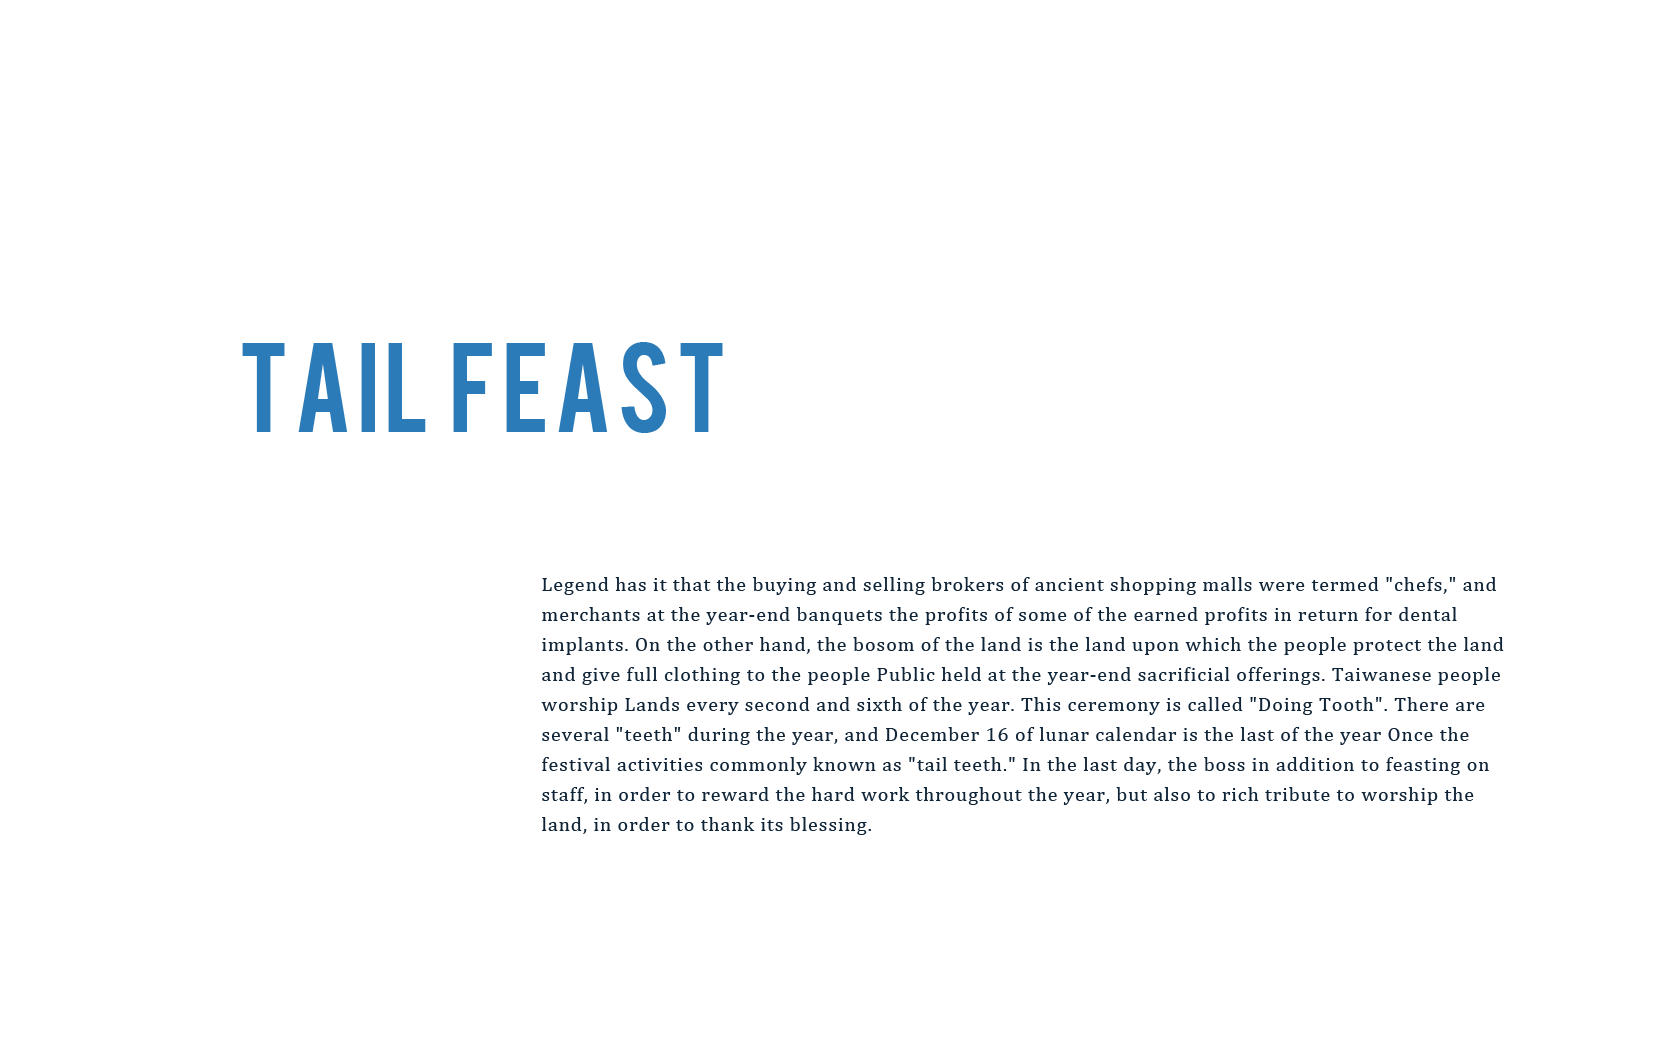 TAIL FEAST
Legend has it that the buying and selling brokers of ancient shopping malls were termed "chefs," and
merchants at the year-end banquets the profits of some of the earned profits in return for dental
implants. On the other hand, the bosom of the land is the land upon which the people protect the land
and give full clothing to the people Public held at the year-end sacrificial offerings. Taiwanese people
worship Lands every second and sixth of the year. This ceremony is called "Doing Tooth". There are
several "teeth" during the year, and December 16 of lunar calendar is the last of the year Once the
festival activities commonly known as "tail teeth." In the last day, the boss in addition to feasting on
staff, in order to reward the hard work throughout the year, but also to rich tribute to worship the
land, in order to thank its blessing.